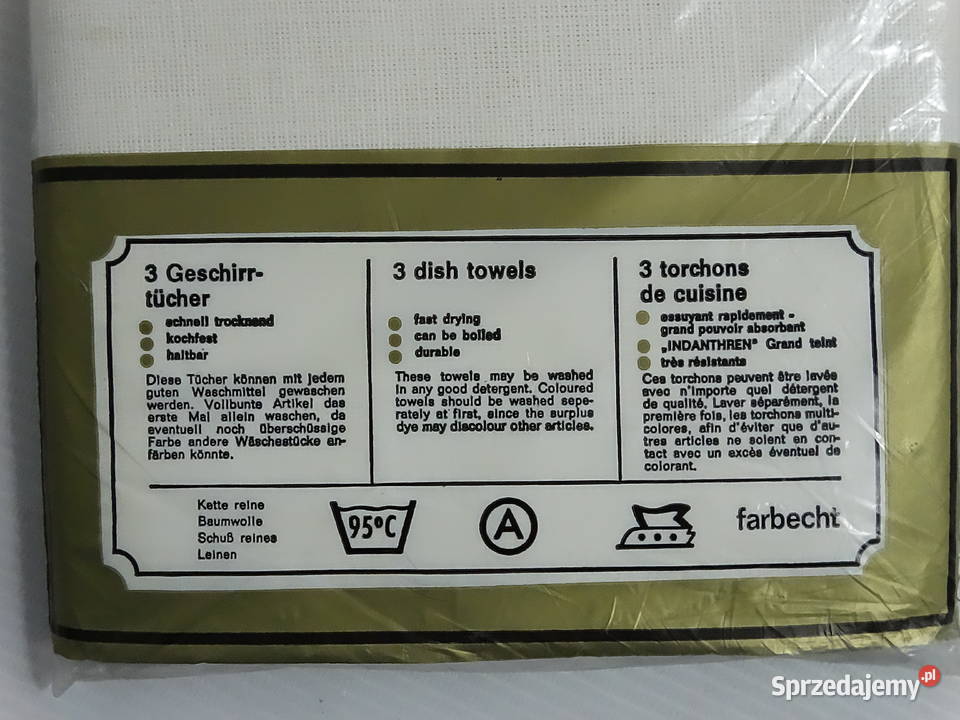 3 Geschirr-
tücher
schnell trocknend
kochfest
haltbar
Diese Tücher können mit jedem
guten Waschmittel gewaschen
werden. Vollbunte Artikel das
erste Mal allein waschen, da
eventuell noch überschüssige
Farbe andere Wäschestücke an-
färben könnte.
3 dish towels
fast drying
can be boiled
durable
These towels may be washed
in any good detergent. Coloured
towels should be washed sepe-
rately at first, since the surplus
dye may discolour other articles.
3 torchons
de cuisine
essuyant rapidement -
grand pouvoir absorbant
„INDANTHREN" Grand teint
très résistants
Ces torchons peuvent être lavés
avec n'importe quel détergent
de qualité. Laver séparément, la
première fois, les torchons multi-
colores, afin d'éviter que d'au-
tres articles ne soient en con-
tact avec un excès éventuel de
colorant.
Kette reine
Baumwolle
Schuß reines
Leinen
95°C
A
farbecht
Sprzedajemy.pl